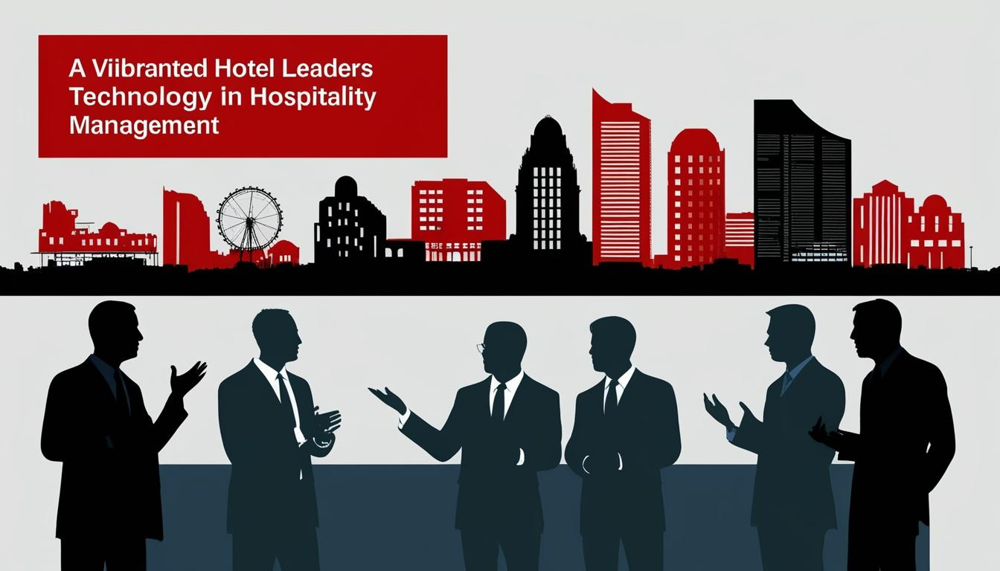 A Viibranted Hotel Leaders
Technology in Hospitality
Management